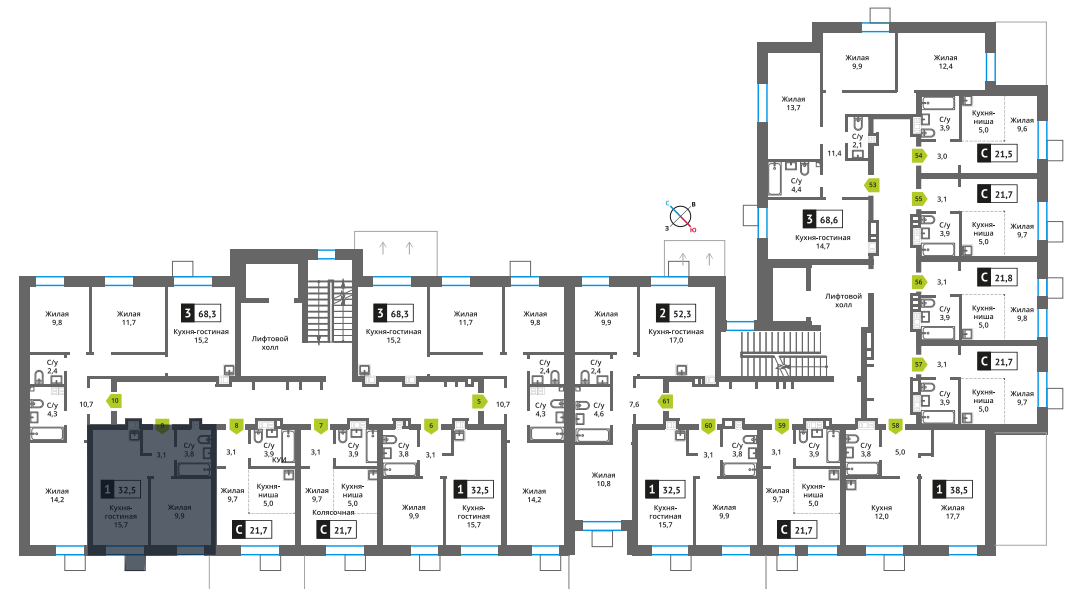 Жилая
9,9
Жилая
12,4
Жилая
13,7
С/у
2,1
11,4
С/у
4,4
53
3 68,6
Кухня-гостиная
14,7
С/у
3,9
Кухня-
ниша
5,0
Жилая
9,6
54
3,0
С 21,5
55
3,1
С 21,7
С/у
3,9
Кухня-
ниша
5,0
Жилая
9,7
56
3,1
С 21,8
С/у
3,9
Кухня-
ниша
5,0
Жилая
9,8
57
3,1
С 21,7
С/у
3,9
Кухня-
ниша
5,0
Жилая
9,7
Лифтовой
холл
С
В
З
Ю
Жилая
9,8
Жилая
11,7
3 68,3
Кухня-гостиная
15,2
Лифтовой
холл
3 68,3
Кухня-гостиная
15,2
Жилая
11,7
Жилая
9,8
Жилая
9,9
2 52,3
Кухня-гостиная
17,0
С/у
2,4
С/у
4,3
10,7
10
5
10,7
С/у
2,4
С/у
4,3
С/у
2,4
С/у
4,6
7,6
61
Жилая
14,2
9
3,1
С/у
3,8
1 32,5
Кухня-
гостиная
15,7
Жилая
9,9
8
3,1
С/у
3,9
КУИ
Жилая
9,7
Кухня-
ниша
5,0
С 21,7
7
3,1
С/у
3,9
Жилая
9,7
Кухня-
ниша
5,0
Колясочная
С 21,7
6
С/у
3,8
3,1
Жилая
9,9
1 32,5
Кухня-
гостиная
15,7
Жилая
14,2
Жилая
10,8
60
3,1
С/у
3,8
1 32,5
Кухня-
гостиная
15,7
Жилая
9,9
59
3,1
С/у
3,9
Жилая
9,7
Кухня-
ниша
5,0
С 21,7
58
С/у
3,8
5,0
Кухня
12,0
1 38,5
Жилая
17,7